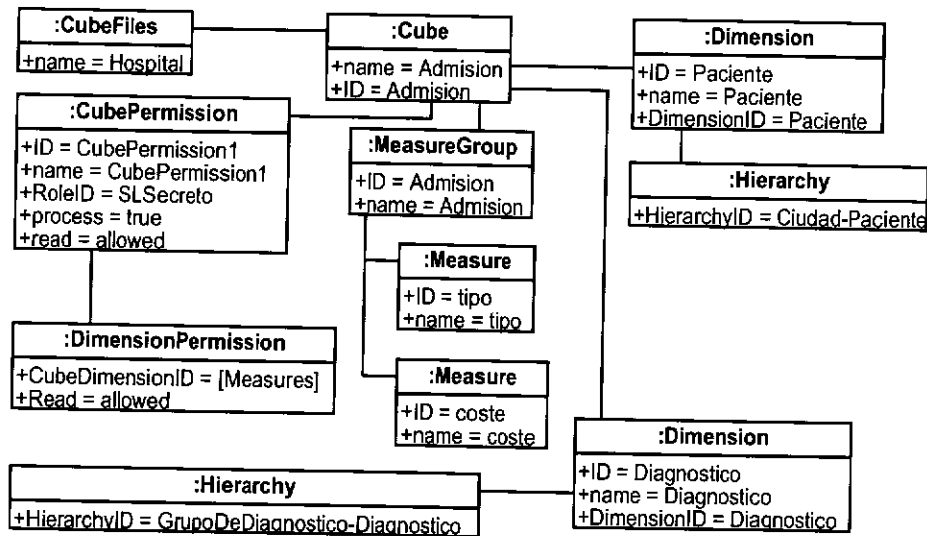 :CubeFiles
+name = Hospital
:Cube
+name = Admision
+ID = Admision
:Dimension
+ID = Paciente
+name = Paciente
+DimensionID = Paciente
:CubePermission
+ID = CubePermission1
+name = CubePermission1
+RoleID = SLSecreto
+process = true
+read = allowed
:MeasureGroup
+ID = Admision
+name = Admision
:Hierarchy
+HierarchyID = Ciudad-Paciente
:Measure
+ID = tipo
+name = tipo
:DimensionPermission
+CubeDimensionID = [Measures]
+Read = allowed
:Measure
+ID = coste
+name = coste
:Dimension
+ID = Diagnostico
+name = Diagnostico
+DimensionID = Diagnostico
:Hierarchy
+HierarchyID = GrupoDeDiagnostico-Diagnostico